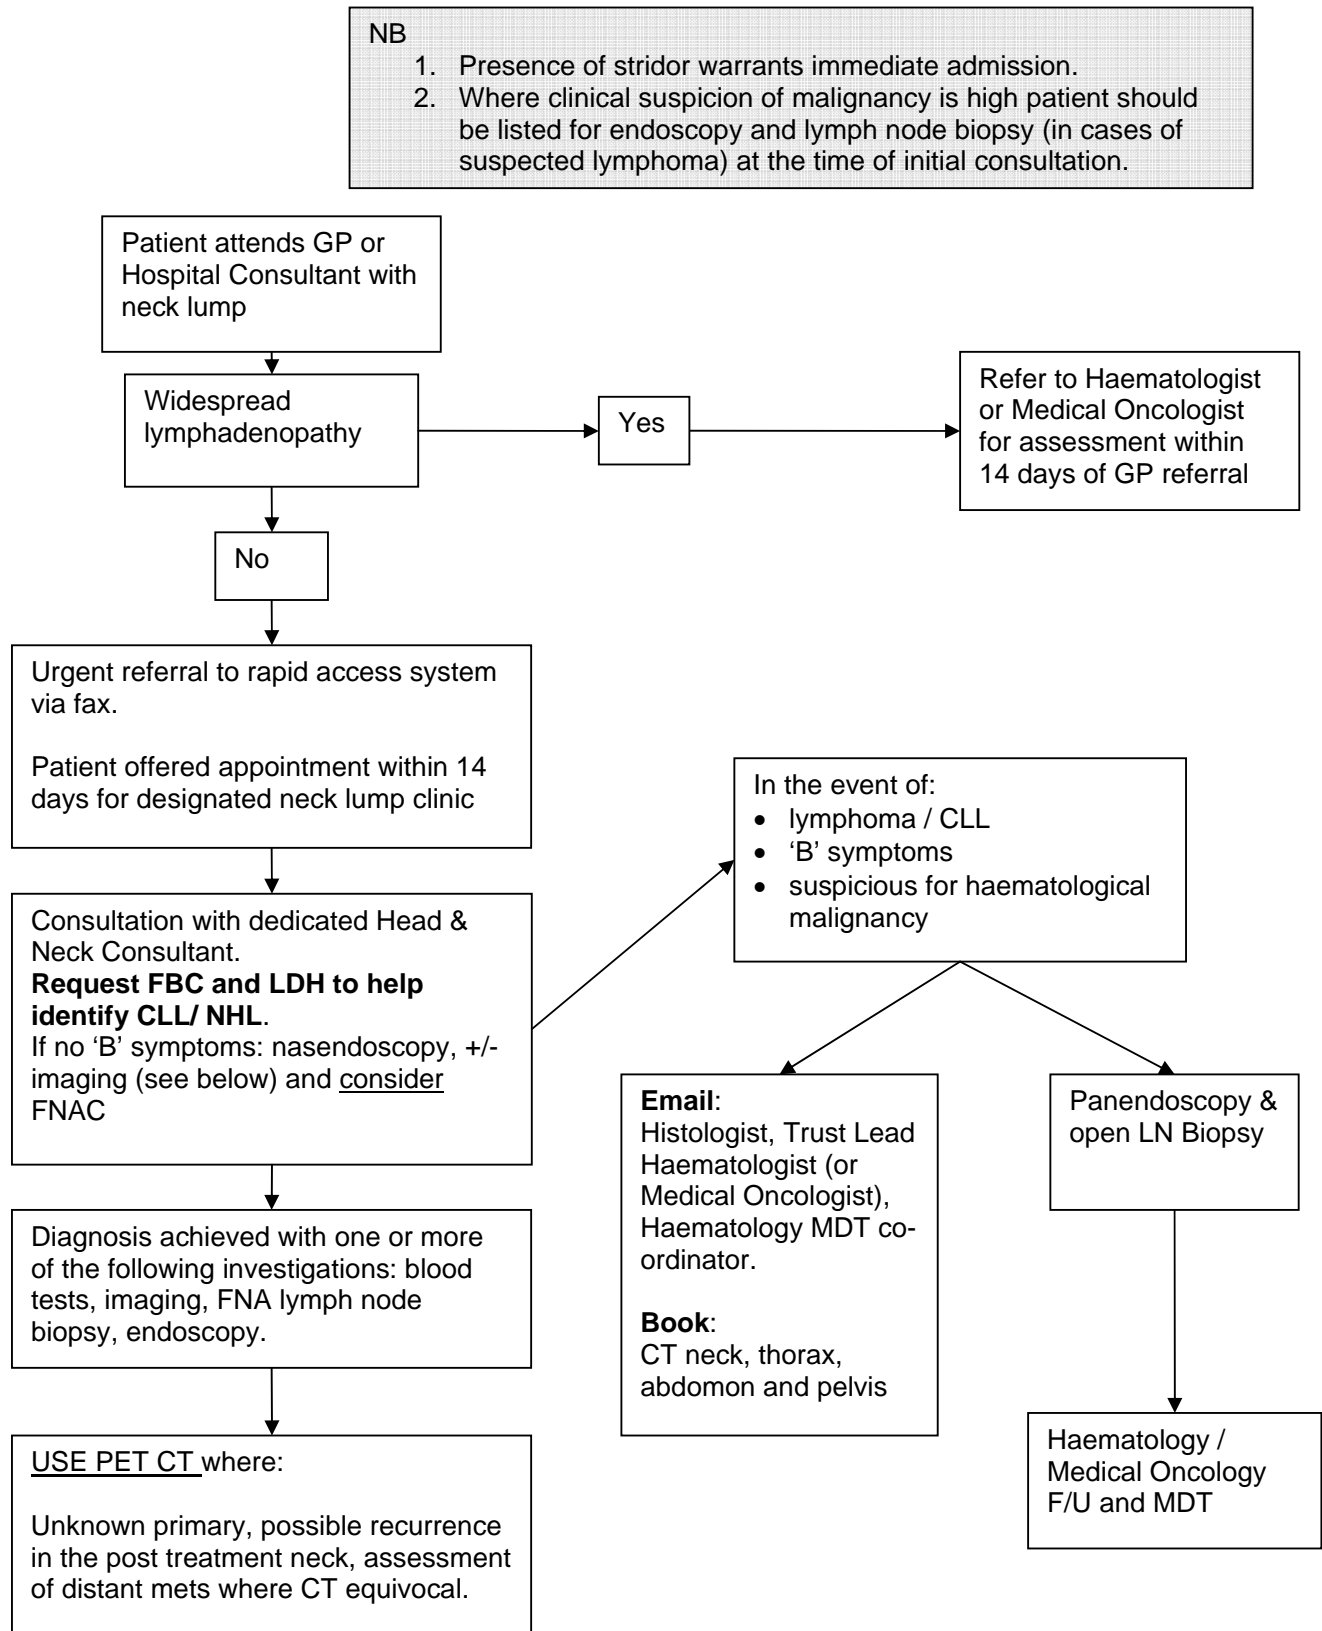 NB
1. Presence of stridor warrants immediate admission.
2. Where clinical suspicion of malignancy is high patient should
be listed for endoscopy and lymph node biopsy (in cases of
suspected lymphoma) at the time of initial consultation.
Patient attends GP or
Hospital Consultant with
neck lump
Widespread
lymphadenopathy
Yes
Refer to Haematologist
or Medical Oncologist
for assessment within
14 days of GP referral
No
Urgent referral to rapid access system
via fax.
Patient offered appointment within 14
days for designated neck lump clinic
Consultation with dedicated Head &
Neck Consultant.
Request FBC and LDH to help
identify CLL/ NHL.
If no ‘B’ symptoms: nasendoscopy, +/-
imaging (see below) and consider
FNAC
In the event of:
• lymphoma / CLL
• ‘B’ symptoms
• suspicious for haematological
malignancy
Email:
Histologist, Trust Lead
Haematologist (or
Medical Oncologist),
Haematology MDT co-
ordinator.
Book:
CT neck, thorax,
abdomon and pelvis
Panendoscopy &
open LN Biopsy
Haematology /
Medical Oncology
F/U and MDT
Diagnosis achieved with one or more
of the following investigations: blood
tests, imaging, FNA lymph node
biopsy, endoscopy.
USE PET CT where:
Unknown primary, possible recurrence
in the post treatment neck, assessment
of distant mets where CT equivocal.